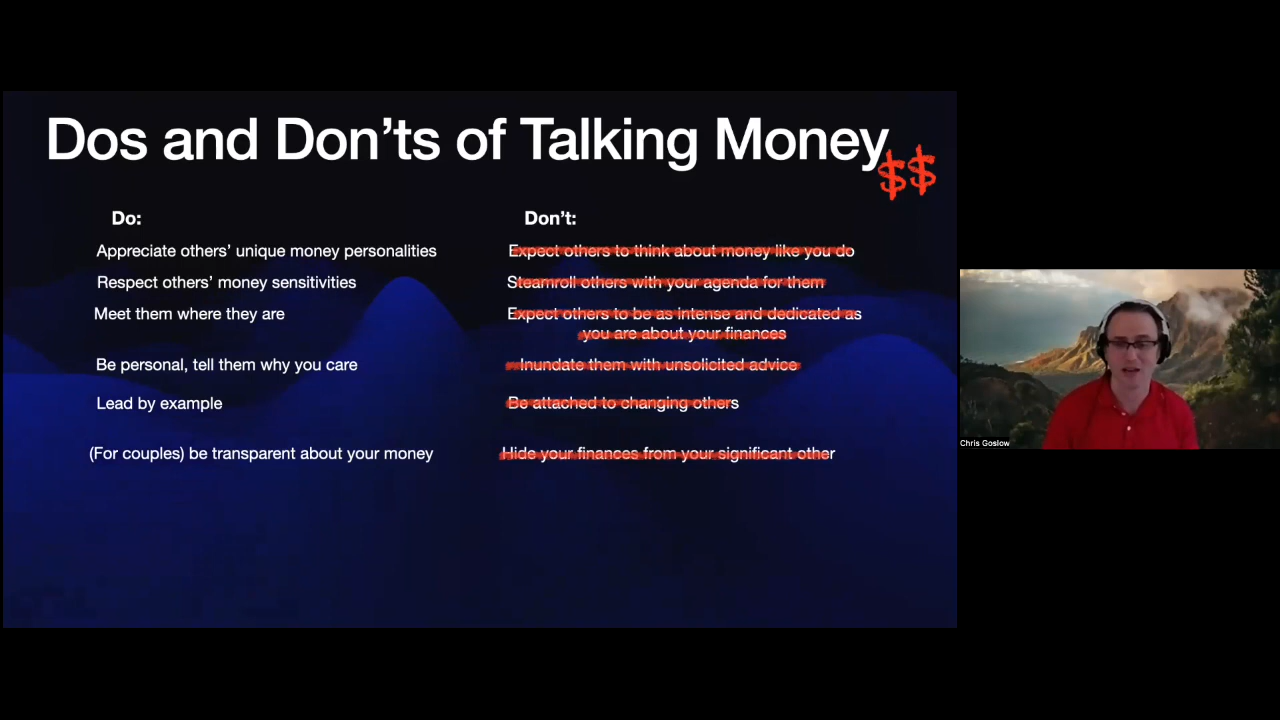 Dos and Don'ts of Talking Money
$$
Do:
Don't:
Appreciate others' unique money personalities
Expect others to think about money like you do
Respect others' money sensitivities
Steamroll others with your agenda for them
Meet them where they are
Expect others to be as intense and dedicated as
you are about your finances
Be personal, tell them why you care
Inundate them with unsolicited advice
Lead by example
Be attached to changing others
(For couples) be transparent about your money
Hide your finances from your significant other
Chris Goslow